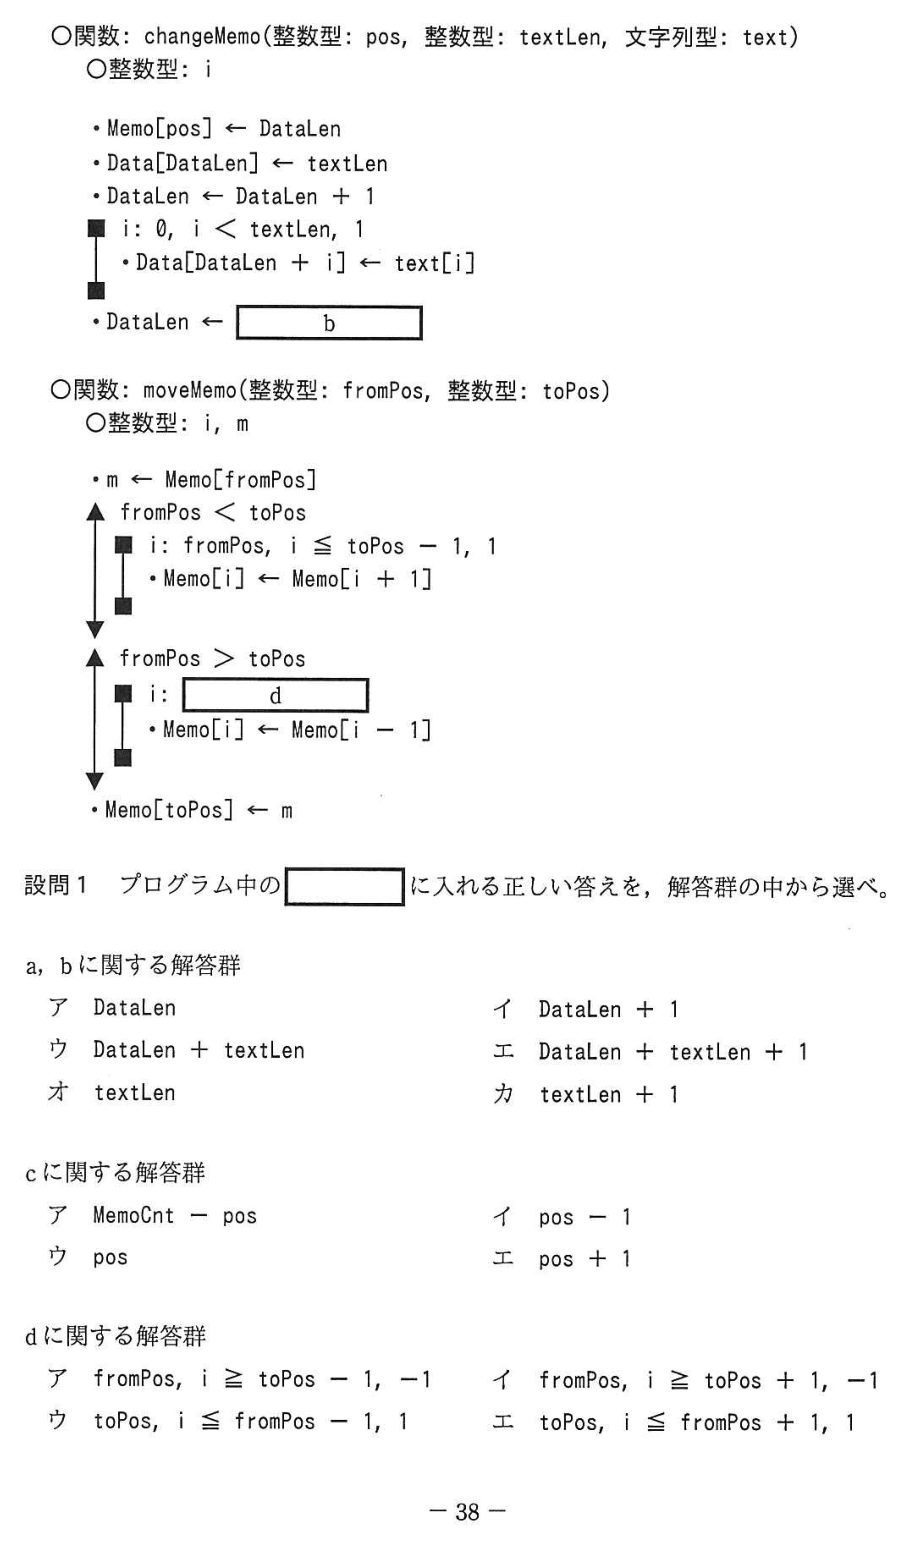 ○関数: changeMemo(整数型: pos, 整数型: textLen, 文字列型: text)
○整数型: i
・Memo[pos] ← DataLen
・Data[DataLen] ← textLen
・DataLen ← DataLen + 1
■ i: 0, i < textLen, 1
・Data[DataLen + i] ← text[i]
■
・DataLen ← b
○関数: moveMemo(整数型: fromPos, 整数型: toPos)
○整数型: i, m
・m ← Memo[fromPos]
▲ fromPos < toPos
■ i: fromPos, i ≦ toPos - 1, 1
・Memo[i] ← Memo[i + 1]
■
▼
▲ fromPos > toPos
■ i: d
・Memo[i] ← Memo[i - 1]
■
▼
・Memo[toPos] ← m
設問1 プログラム中の に入れる正しい答えを，解答群の中から選べ。
a，bに関する解答群
ア DataLen イ DataLen + 1
ウ DataLen + textLen エ DataLen + textLen + 1
オ textLen カ textLen + 1
cに関する解答群
ア MemoCnt - pos イ pos - 1
ウ pos エ pos + 1
dに関する解答群
ア fromPos, i ≧ toPos - 1, -1 イ fromPos, i ≧ toPos + 1, -1
ウ toPos, i ≦ fromPos - 1, 1 エ toPos, i ≦ fromPos + 1, 1
- 38 -